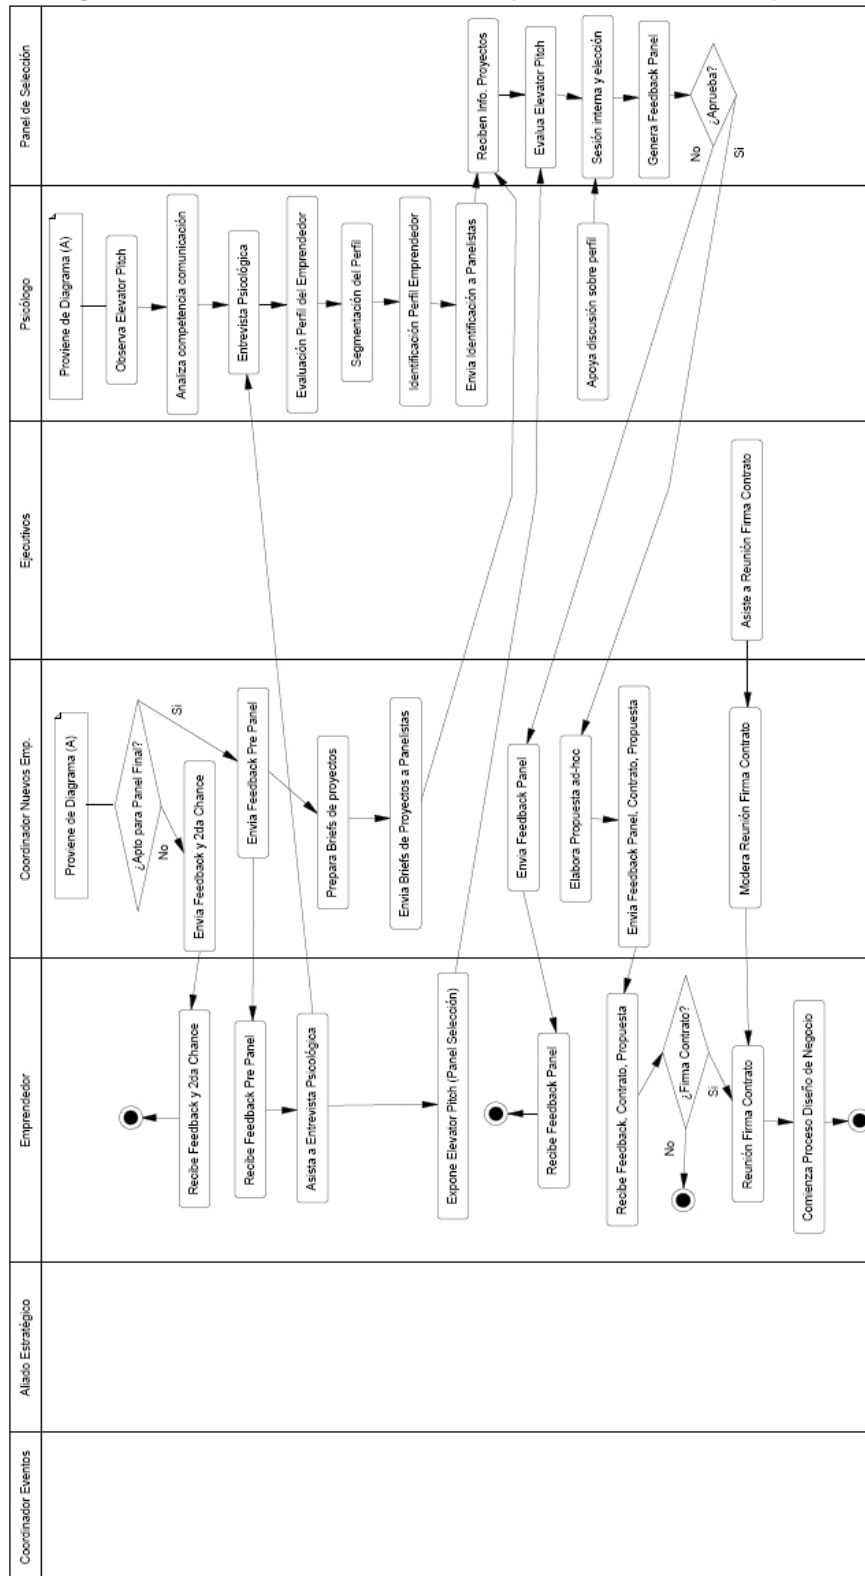 Coordinador Eventos
Aliado Estratégico
Emprendedor
Coordinador Nuevos Emp.
Ejecutivos
Psicólogo
Panel de Selección
Proviene de Diagrama (A)
¿Apto para Panel Final?
No
Si
Envia Feedback y 2da Chance
Envia Feedback Pre Panel
Prepara Briefs de proyectos
Envia Briefs de Proyectos a Panelistas
Envia Feedback Panel
Elabora Propuesta ad-hoc
Envia Feedback Panel, Contrato, Propuesta
Modera Reunión Firma Contrato
Recibe Feedback y 2da Chance
Recibe Feedback Pre Panel
Asista a Entrevista Psicológica
Expone Elevator Pitch (Panel Selección)
Recibe Feedback Panel
Recibe Feedback, Contrato, Propuesta
¿Firma Contrato?
No
Si
Reunión Firma Contrato
Comienza Proceso Diseño de Negocio
Asiste a Reunión Firma Contrato
Proviene de Diagrama (A)
Observa Elevator Pitch
Analiza competencia comunicación
Entrevista Psicológica
Evaluación Perfil del Emprendedor
Segmentación del Perfil
Identificación Perfil Emprendedor
Envia Identificación a Panelistas
Apoya discusión sobre perfil
Reciben Info. Proyectos
Evalua Elevator Pitch
Sesión interna y elección
Genera Feedback Panel
¿Aprueba?
No
Si